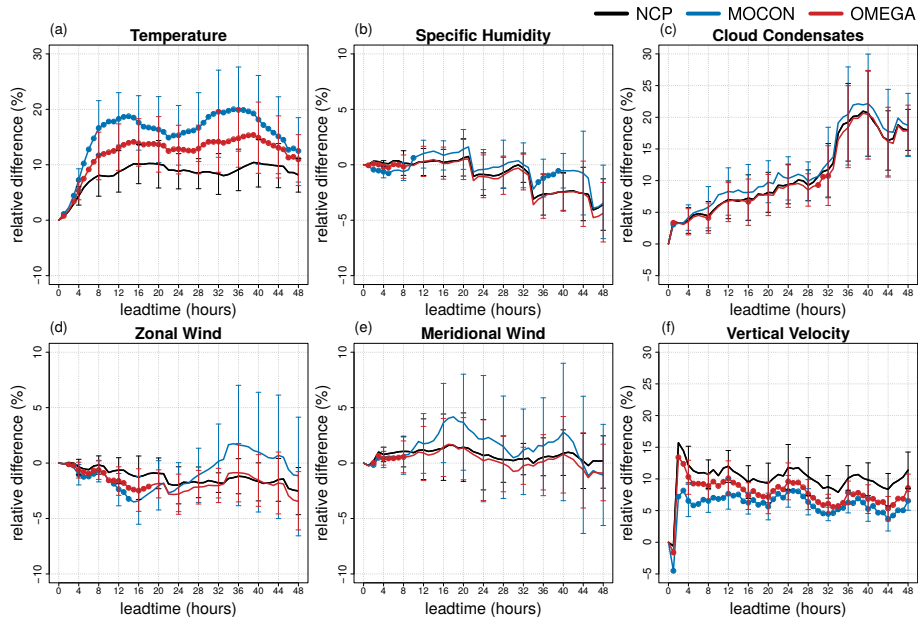 NCP MOCON OMEGA
(a) Temperature
(b) Specific Humidity
(c) Cloud Condensates
relative difference (%)
30
20
10
0
−10
0 4 8 12 16 20 24 28 32 36 40 44 48
leadtime (hours)
relative difference (%)
10
5
0
−5
−10
0 4 8 12 16 20 24 28 32 36 40 44 48
leadtime (hours)
relative difference (%)
30
25
20
15
10
5
0
−5
0 4 8 12 16 20 24 28 32 36 40 44 48
leadtime (hours)
(d) Zonal Wind
(e) Meridional Wind
(f) Vertical Velocity
relative difference (%)
10
5
0
−5
−10
0 4 8 12 16 20 24 28 32 36 40 44 48
leadtime (hours)
relative difference (%)
10
5
0
−5
−10
0 4 8 12 16 20 24 28 32 36 40 44 48
leadtime (hours)
relative difference (%)
30
25
20
15
10
5
0
−5
0 4 8 12 16 20 24 28 32 36 40 44 48
leadtime (hours)